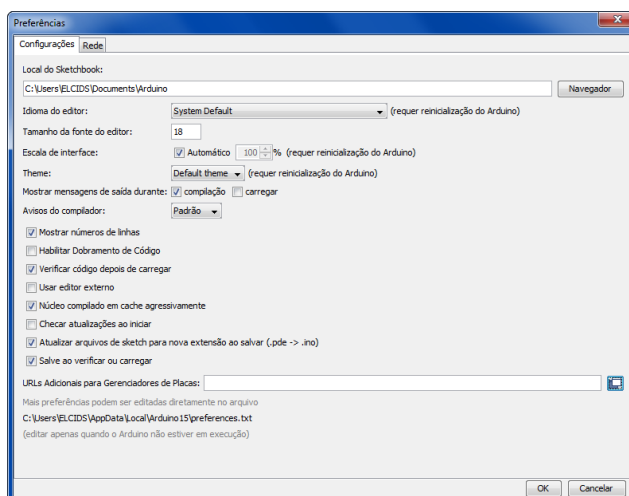 Preferências
Configurações Rede
Local do Sketchbook:
C:\Users\ELCIDS\Documents\Arduino Navegador
Idioma do editor: System Default (requer reinicialização do Arduino)
Tamanho da fonte do editor: 18
Escala de interface: Automático 100 % (requer reinicialização do Arduino)
Theme: Default theme (requer reinicialização do Arduino)
Mostrar mensagens de saída durante: compilação carregar
Avisos do compilador: Padrão
Mostrar números de linhas
Habilitar Dobramento de Código
Verificar código depois de carregar
Usar editor externo
Núcleo compilado em cache agressivamente
Checar atualizações ao iniciar
Atualizar arquivos de sketch para nova extensão ao salvar (.pde -> .ino)
Salve ao verificar ou carregar
URLs Adicionais para Gerenciadores de Placas:
Mais preferências podem ser editadas diretamente no arquivo
C:\Users\ELCIDS\AppData\Local\Arduino15\preferences.txt
(editar apenas quando o Arduino não estiver em execução)
OK Cancelar